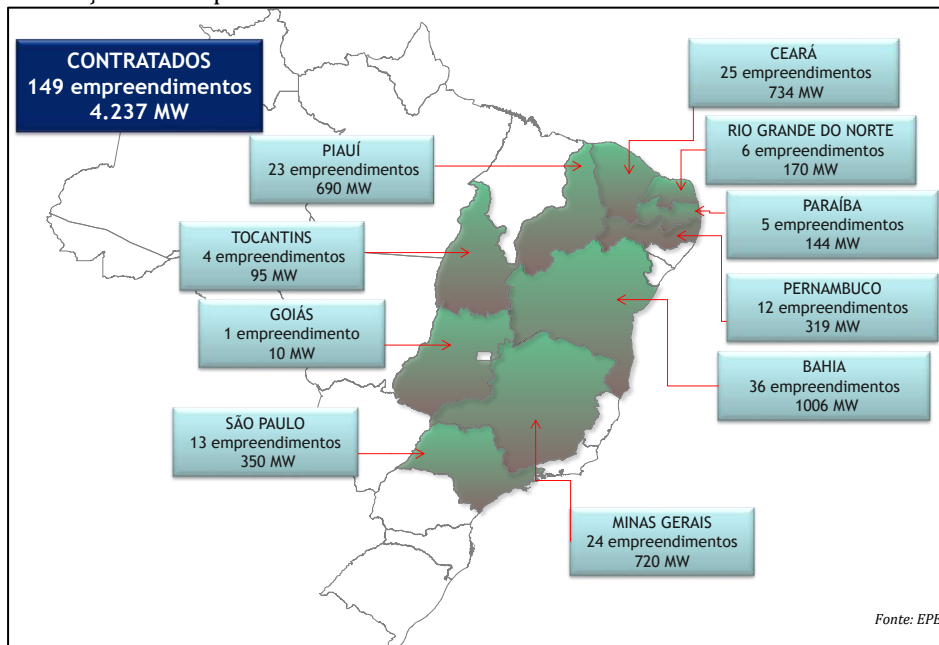 CONTRATADOS
149 empreendimentos
4.237 MW
CEARÁ
25 empreendimentos
734 MW
RIO GRANDE DO NORTE
6 empreendimentos
170 MW
PIAUÍ
23 empreendimentos
690 MW
PARAÍBA
5 empreendimentos
144 MW
TOCANTINS
4 empreendimentos
95 MW
PERNAMBUCO
12 empreendimentos
319 MW
GOIÁS
1 empreendimento
10 MW
BAHIA
36 empreendimentos
1006 MW
SÃO PAULO
13 empreendimentos
350 MW
MINAS GERAIS
24 empreendimentos
720 MW
Fonte: EPE